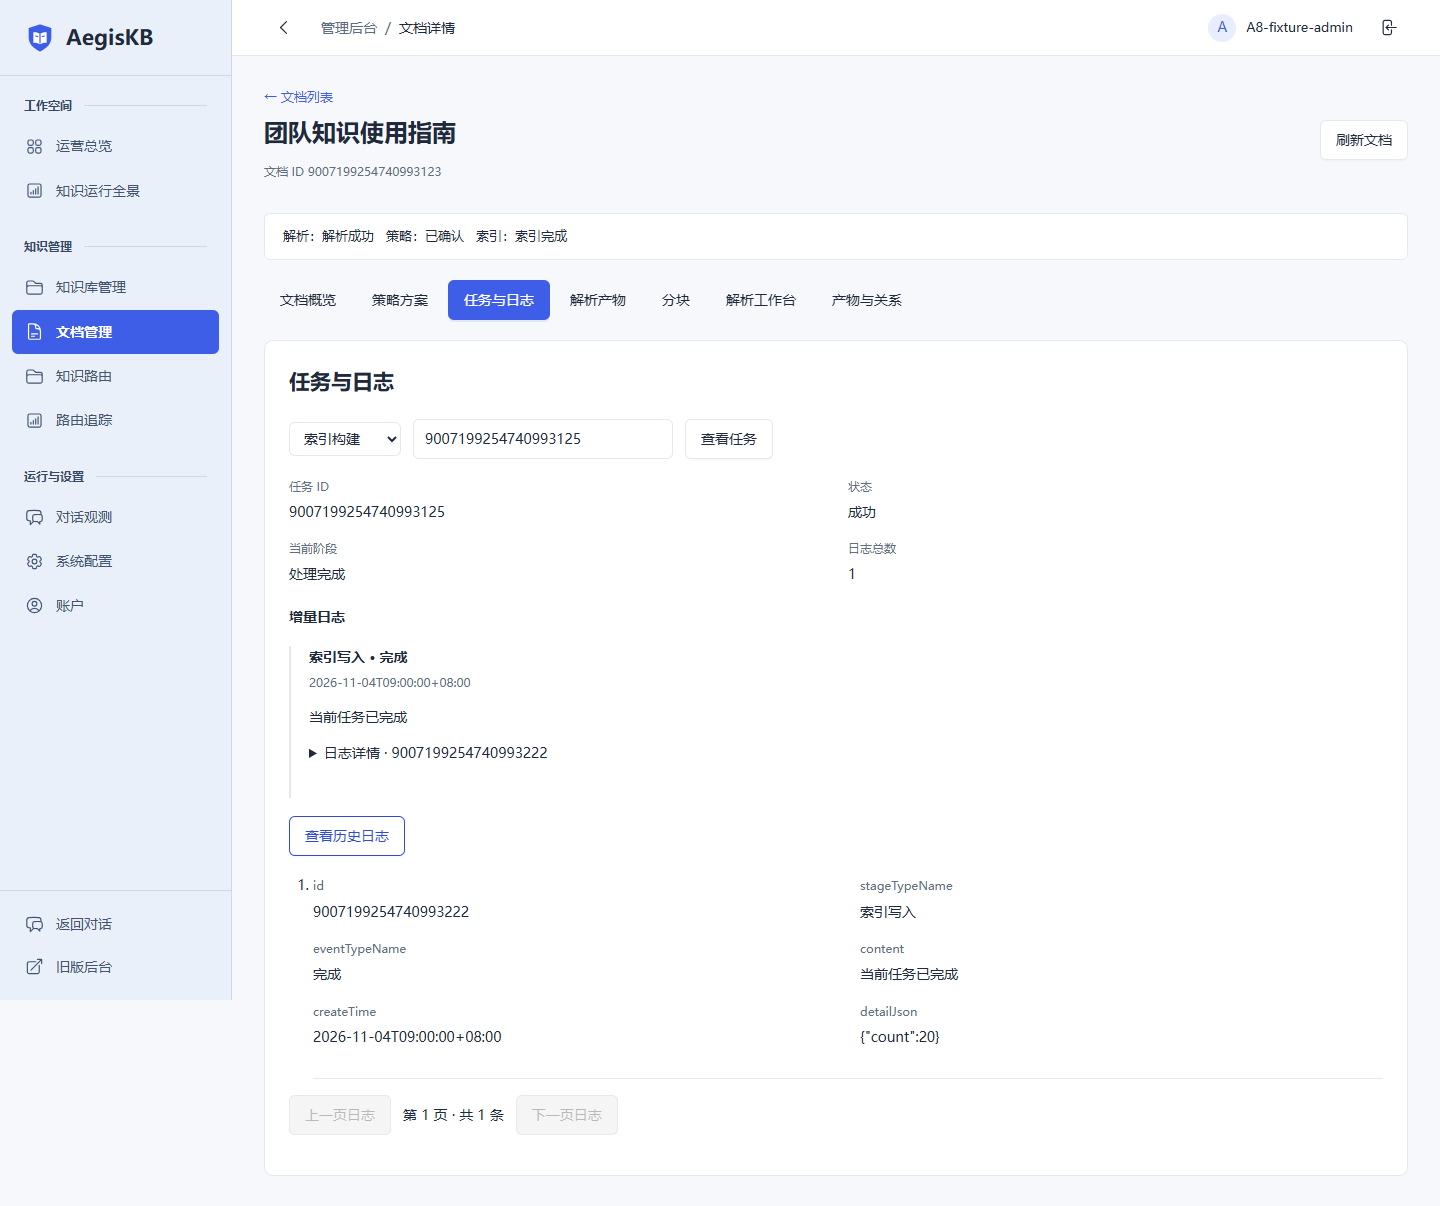 AegisKB
管理后台 / 文档详情
A A8-fixture-admin
工作空间
运营总览
知识运行全景
知识管理
知识库管理
文档管理
知识路由
路由追踪
运行与设置
对话观测
系统配置
账户
返回对话
旧版后台
← 文档列表
团队知识使用指南
刷新文档
文档 ID 9007199254740993123
解析：解析成功 策略：已确认 索引：索引完成
文档概览 策略方案 任务与日志 解析产物 分块 解析工作台 产物与关系
任务与日志
索引构建 9007199254740993125 查看任务
任务 ID
9007199254740993125
状态
成功
当前阶段
处理完成
日志总数
1
增量日志
索引写入 • 完成
2026-11-04T09:00:00+08:00
当前任务已完成
▶ 日志详情 · 9007199254740993222
查看历史日志
1. id
9007199254740993222
stageTypeName
索引写入
eventTypeName
完成
content
当前任务已完成
createTime
2026-11-04T09:00:00+08:00
detailJson
{"count":20}
上一页日志 第 1 页 · 共 1 条 下一页日志